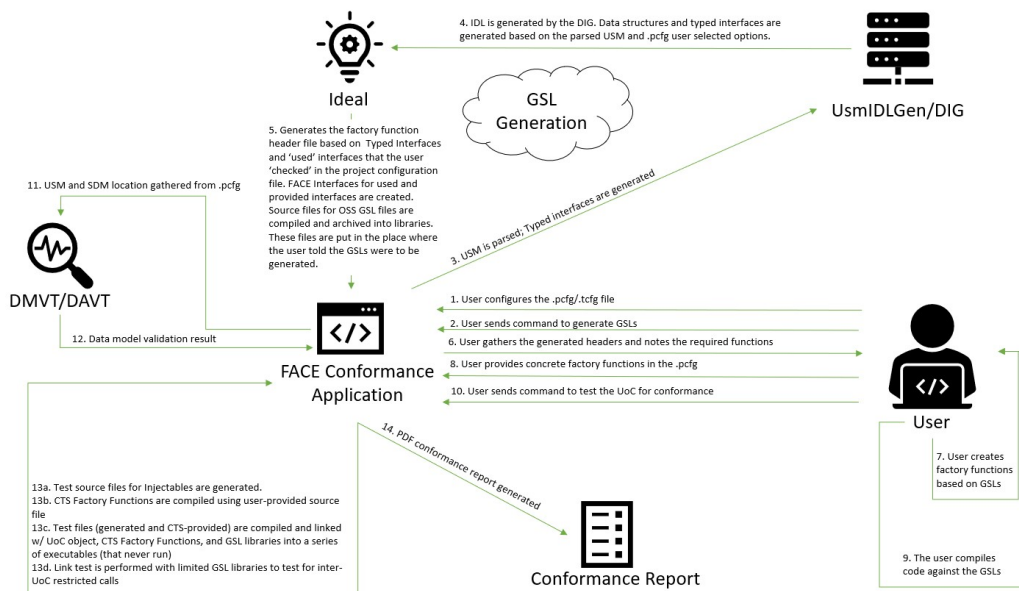 4. IDL is generated by the DIG. Data structures and typed interfaces are
generated based on the parsed USM and .pcfg user selected options.
Ideal
GSL
Generation
UsmIDLGen/DIG
5. Generates the factory function
header file based on  Typed Interfaces
and ‘used’ interfaces that the user
‘checked’ in the project configuration
file. FACE Interfaces for used and
provided interfaces are created.
Source files for OSS GSL files are
compiled and archived into libraries.
These files are put in the place where
the user told the GSLs were to be
generated.
11. USM and SDM location gathered from .pcfg
3. USM is parsed; Typed interfaces are generated
DMVT/DAVT
12. Data model validation result
1. User configures the .pcfg/.tcfg file
2. User sends command to generate GSLs
6. User gathers the generated headers and notes the required functions
8. User provides concrete factory functions in the .pcfg
10. User sends command to test the UoC for conformance
</>
FACE Conformance
Application
</>
User
14. PDF conformance report generated
7. User creates
factory functions
based on GSLs
13a. Test source files for Injectables are generated.
13b. CTS Factory Functions are compiled using user-provided source
file
13c. Test files (generated and CTS-provided) are compiled and linked
w/ UoC object, CTS Factory Functions, and GSL libraries into a series
of executables (that never run)
13d. Link test is performed with limited GSL libraries to test for inter-
UoC restricted calls
9. The user compiles
code against the GSLs
Conformance Report